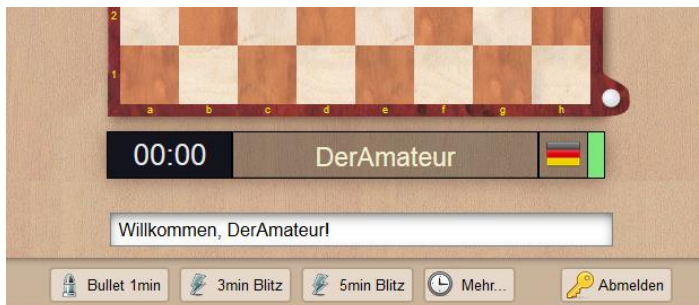 2
1
a b c d e f g h
00:00 DerAmateur
Willkommen, DerAmateur!
Bullet 1min 3min Blitz 5min Blitz Mehr... Abmelden